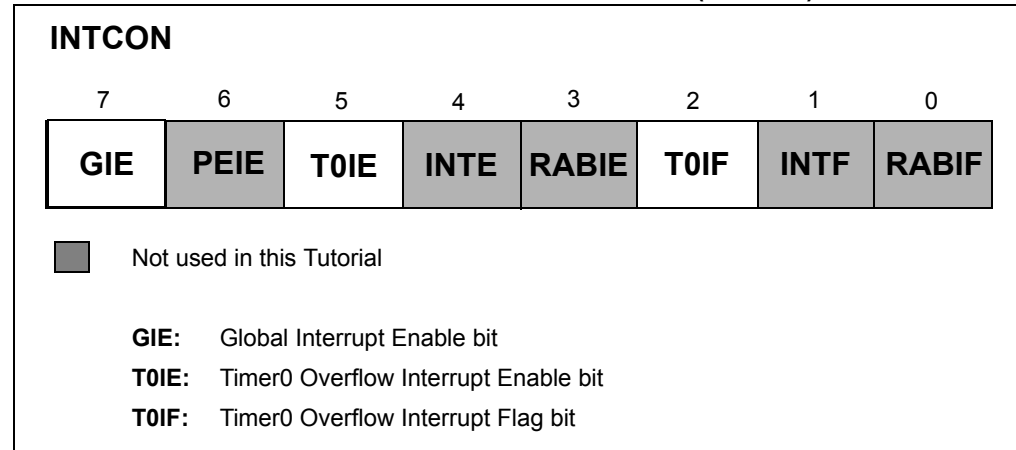 INTCON
7 6 5 4 3 2 1 0
GIE PEIE T0IE INTE RABIE T0IF INTF RABIF
Not used in this Tutorial
GIE: Global Interrupt Enable bit
T0IE: Timer0 Overflow Interrupt Enable bit
T0IF: Timer0 Overflow Interrupt Flag bit